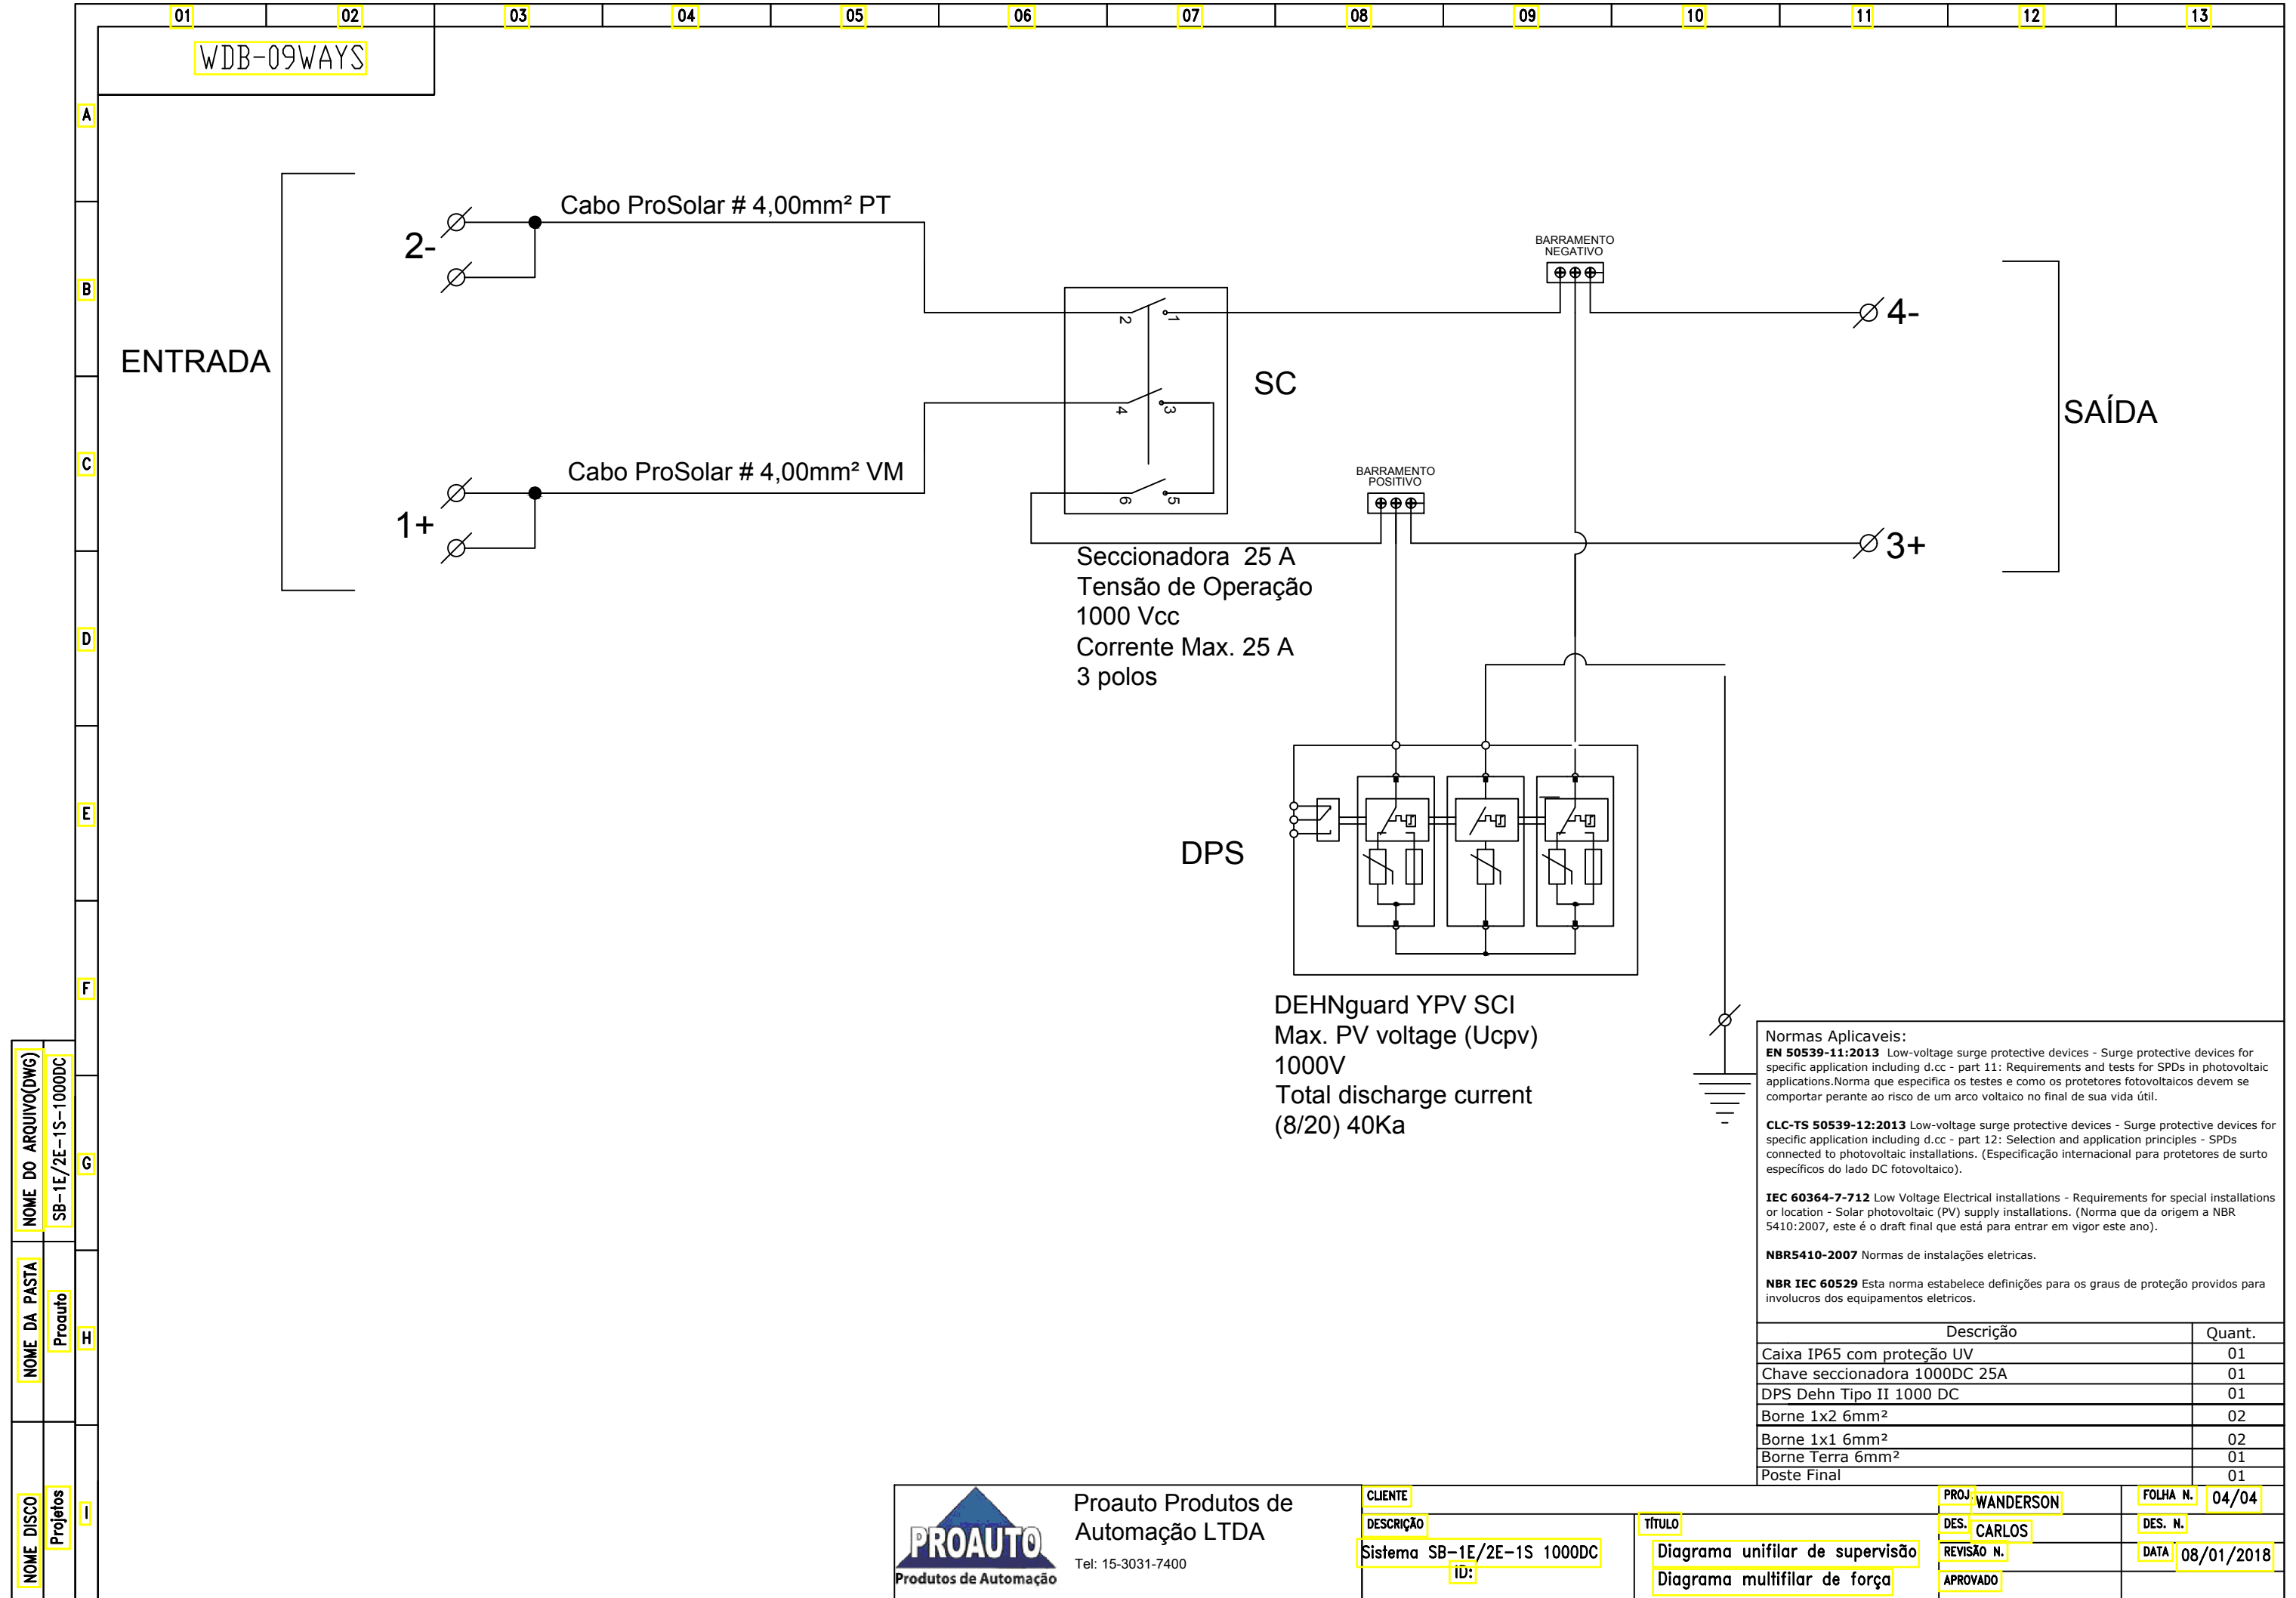 01 02 03 04 05 06 07 08 09 10 11 12 13
WDB-09WAYS
A
B
C
D
E
F
G
H
I
ENTRADA
2-
Cabo ProSolar # 4,00mm² PT
1+
Cabo ProSolar # 4,00mm² VM
2 1
4 3
6 5
SC
Seccionadora 25 A
Tensão de Operação
1000 Vcc
Corrente Max. 25 A
3 polos
BARRAMENTO
NEGATIVO
BARRAMENTO
POSITIVO
4-
3+
SAÍDA
DPS
DEHNguard YPV SCI
Max. PV voltage (Ucpv)
1000V
Total discharge current
(8/20) 40Ka
Normas Aplicaveis:
EN 50539-11:2013 Low-voltage surge protective devices - Surge protective devices for
specific application including d.cc - part 11: Requirements and tests for SPDs in photovoltaic
applications.Norma que especifica os testes e como os protetores fotovoltaicos devem se
comportar perante ao risco de um arco voltaico no final de sua vida útil.
CLC-TS 50539-12:2013 Low-voltage surge protective devices - Surge protective devices for
specific application including d.cc - part 12: Selection and application principles - SPDs
connected to photovoltaic installations. (Especificação internacional para protetores de surto
específicos do lado DC fotovoltaico).
IEC 60364-7-712 Low Voltage Electrical installations - Requirements for special installations
or location - Solar photovoltaic (PV) supply installations. (Norma que da origem a NBR
5410:2007, este é o draft final que está para entrar em vigor este ano).
NBR5410-2007 Normas de instalações eletricas.
NBR IEC 60529 Esta norma estabelece definições para os graus de proteção providos para
involucros dos equipamentos eletricos.
Descrição Quant.
Caixa IP65 com proteção UV 01
Chave seccionadora 1000DC 25A 01
DPS Dehn Tipo II 1000 DC 01
Borne 1x2 6mm² 02
Borne 1x1 6mm² 02
Borne Terra 6mm² 01
Poste Final 01
NOME DO ARQUIVO(DWG)
SB-1E/2E-1S-1000DC
NOME DA PASTA
Proauto
NOME DISCO
Projetos
PROAUTO
Produtos de Automação
Proauto Produtos de
Automação LTDA
Tel: 15-3031-7400
CLIENTE
DESCRIÇÃO
Sistema SB-1E/2E-1S 1000DC
ID:
TÍTULO
Diagrama unifilar de supervisão
Diagrama multifilar de força
PROJ. WANDERSON
DES. CARLOS
REVISÃO N.
APROVADO
FOLHA N. 04/04
DES. N.
DATA 08/01/2018